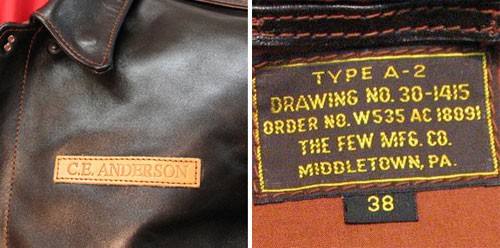 C.E. ANDERSON
TYPE A-2
DRAWING NO. 30-1415
ORDER NO. W535 AC 18091
THE FEW MFG. CO.
MIDDLETOWN, PA.
38